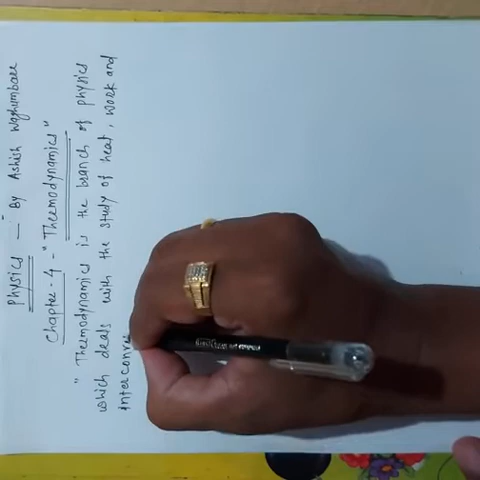 Physics — By Ashish Waghumbare
Chapter-4 - "Thermodynamics"
"Thermodynamics is the branch of physics
which deals with the study of heat, work and
interconve